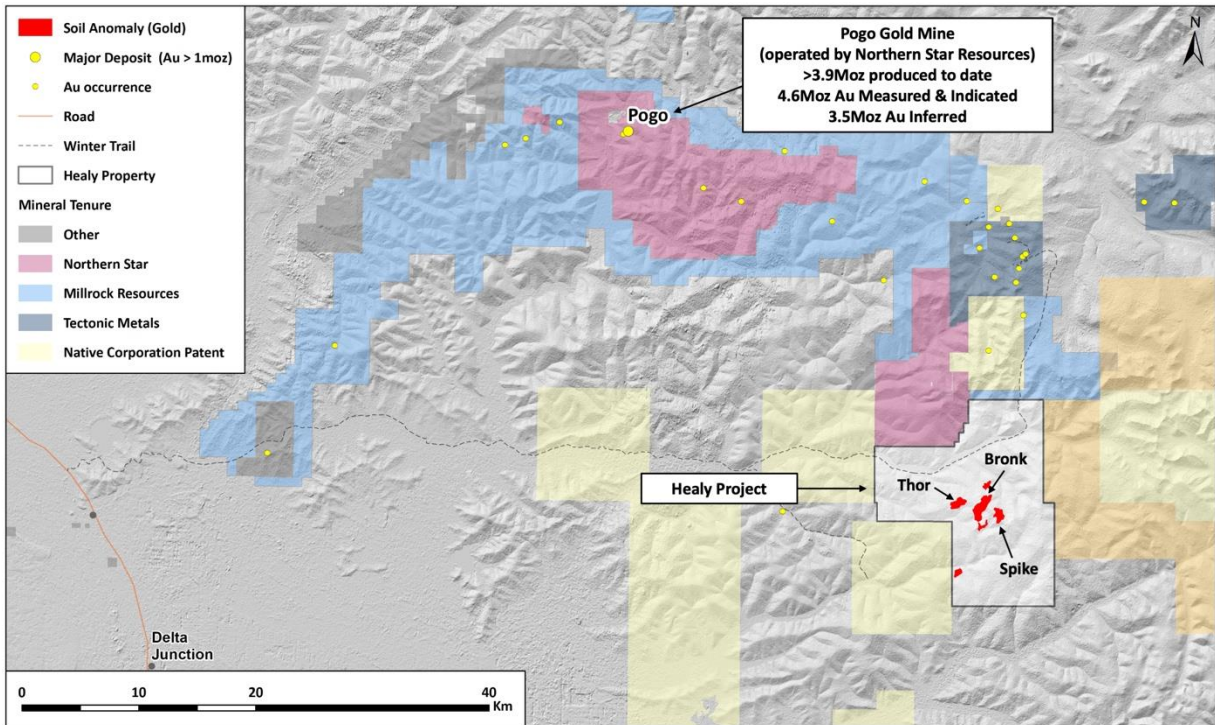 Soil Anomaly (Gold)
Major Deposit (Au > 1moz)
Au occurrence
Road
Winter Trail
Healy Property
Mineral Tenure
Other
Northern Star
Millrock Resources
Tectonic Metals
Native Corporation Patent
Pogo Gold Mine
(operated by Northern Star Resources)
>3.9Moz produced to date
4.6Moz Au Measured & Indicated
3.5Moz Au Inferred
N
Pogo
Healy Project
Bronk
Thor
Spike
Delta
Junction
0 10 20 40
Km